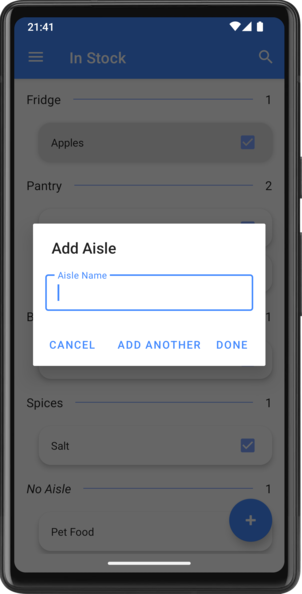 21:41
In Stock
Fridge 1
Apples
Pantry 2
Add Aisle
Aisle Name
B 1
CANCEL ADD ANOTHER DONE
Spices 1
Salt
No Aisle 1
+
Pet Food